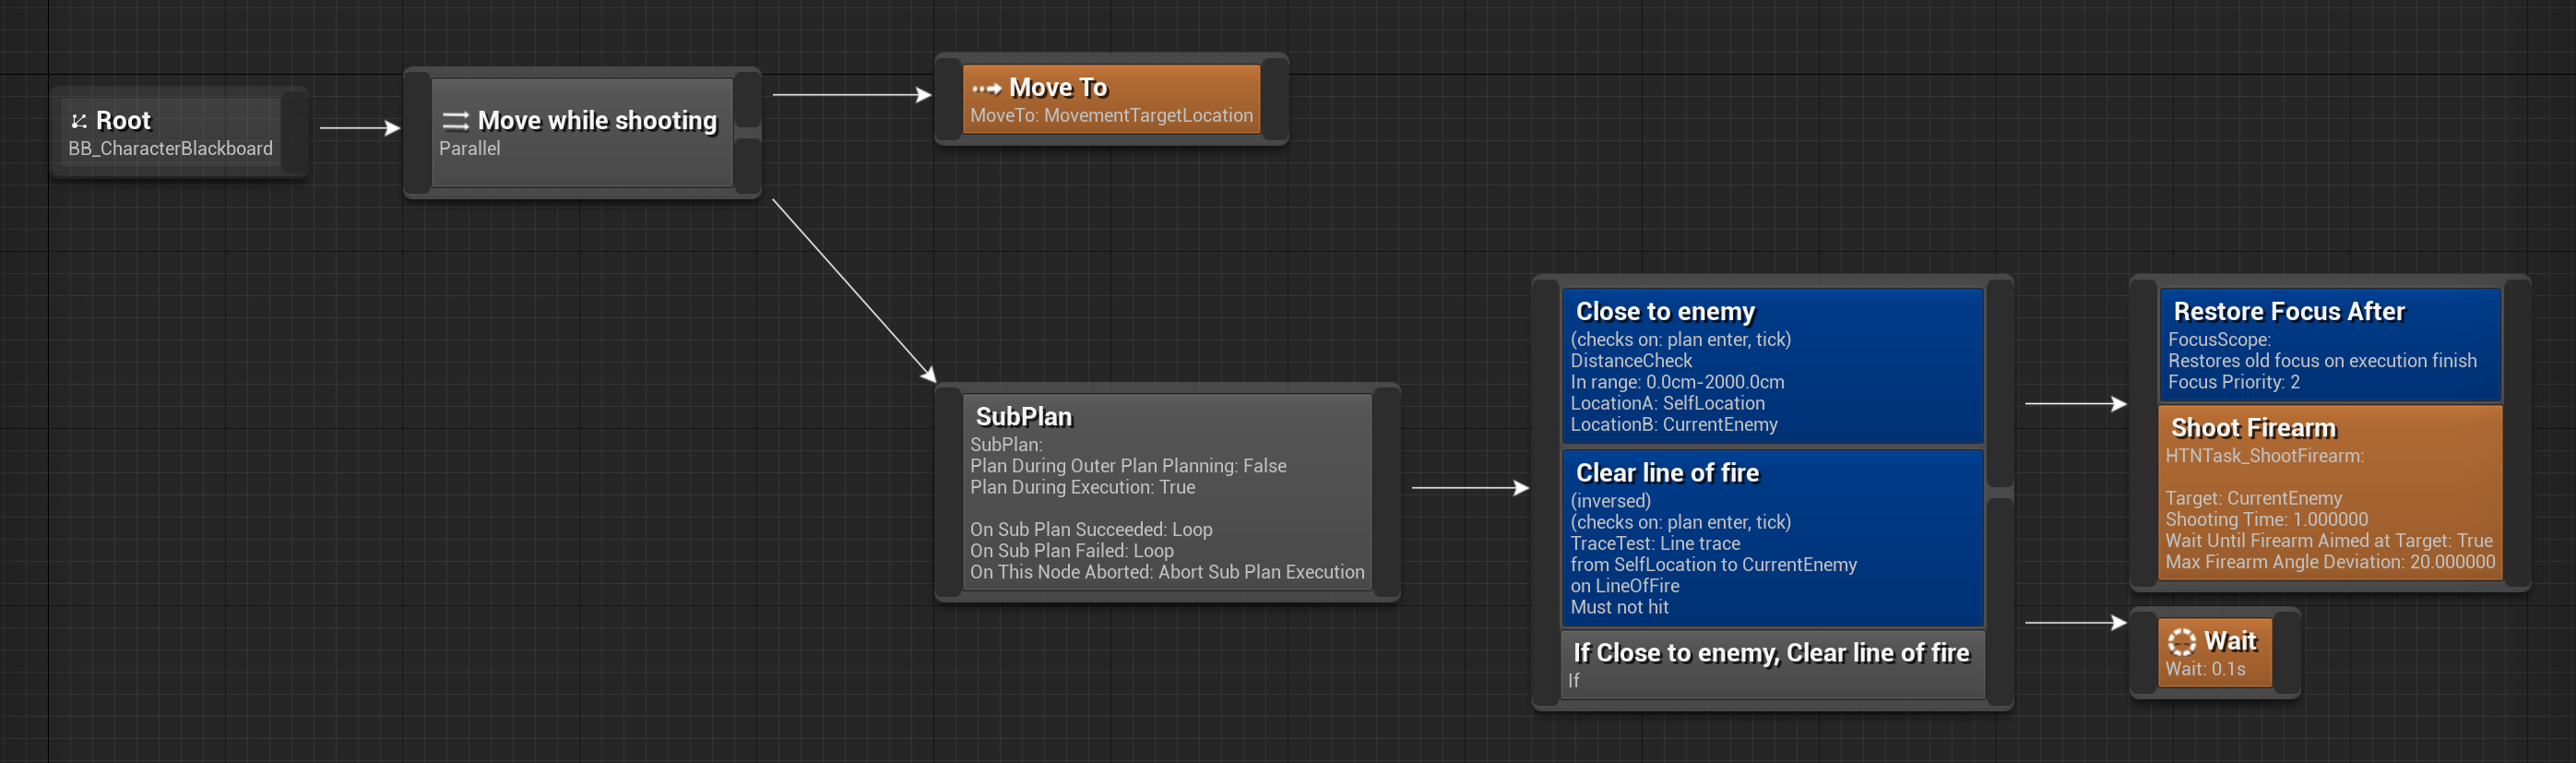 Root
BB_CharacterBlackboard
Move while shooting
Parallel
Move To
MoveTo: MovementTargetLocation
SubPlan
SubPlan:
Plan During Outer Plan Planning: False
Plan During Execution: True
On Sub Plan Succeeded: Loop
On Sub Plan Failed: Loop
On This Node Aborted: Abort Sub Plan Execution
Close to enemy
(checks on: plan enter, tick)
DistanceCheck
In range: 0.0cm-2000.0cm
LocationA: SelfLocation
LocationB: CurrentEnemy
Clear line of fire
(inversed)
(checks on: plan enter, tick)
TraceTest: Line trace
from SelfLocation to CurrentEnemy
on LineOfFire
Must not hit
If Close to enemy, Clear line of fire
If
Restore Focus After
FocusScope:
Restores old focus on execution finish
Focus Priority: 2
Shoot Firearm
HTNTask_ShootFirearm:
Target: CurrentEnemy
Shooting Time: 1.000000
Wait Until Firearm Aimed at Target: True
Max Firearm Angle Deviation: 20.000000
Wait
Wait: 0.1s